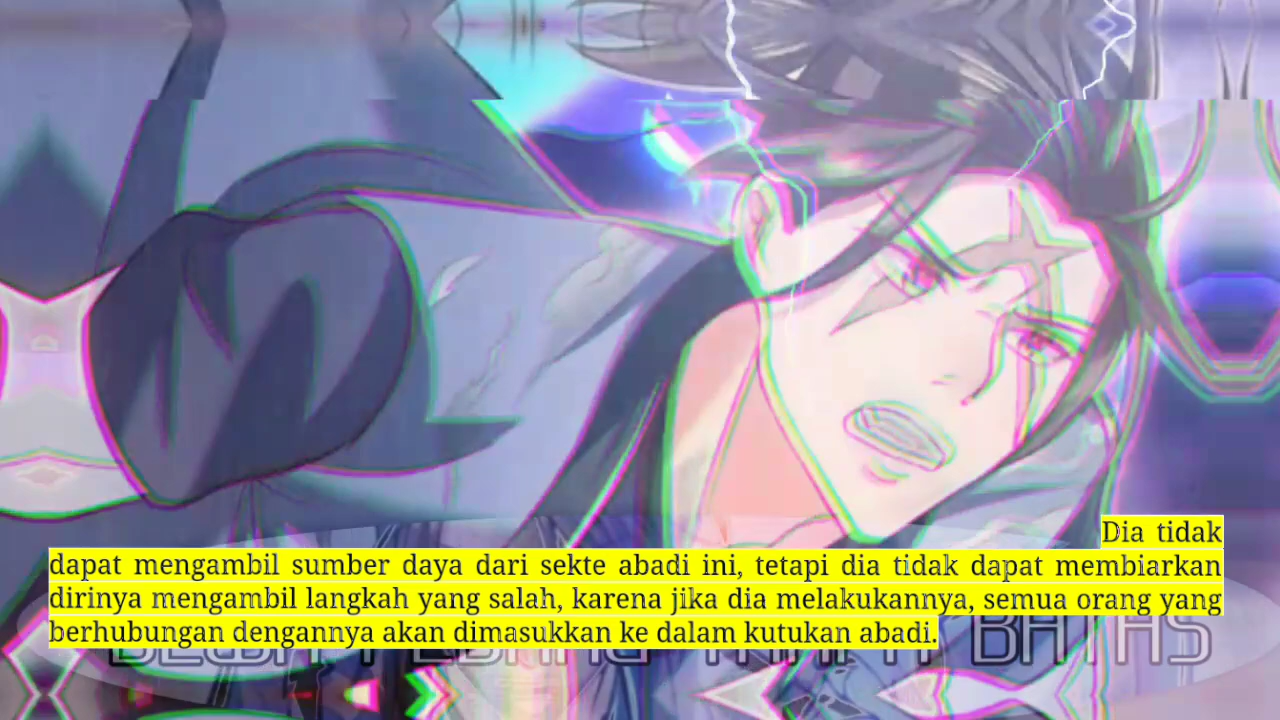 Dia tidak
dapat mengambil sumber daya dari sekte abadi ini, tetapi dia tidak dapat membiarkan
dirinya mengambil langkah yang salah, karena jika dia melakukannya, semua orang yang
berhubungan dengannya akan dimasukkan ke dalam kutukan abadi.
BATAS